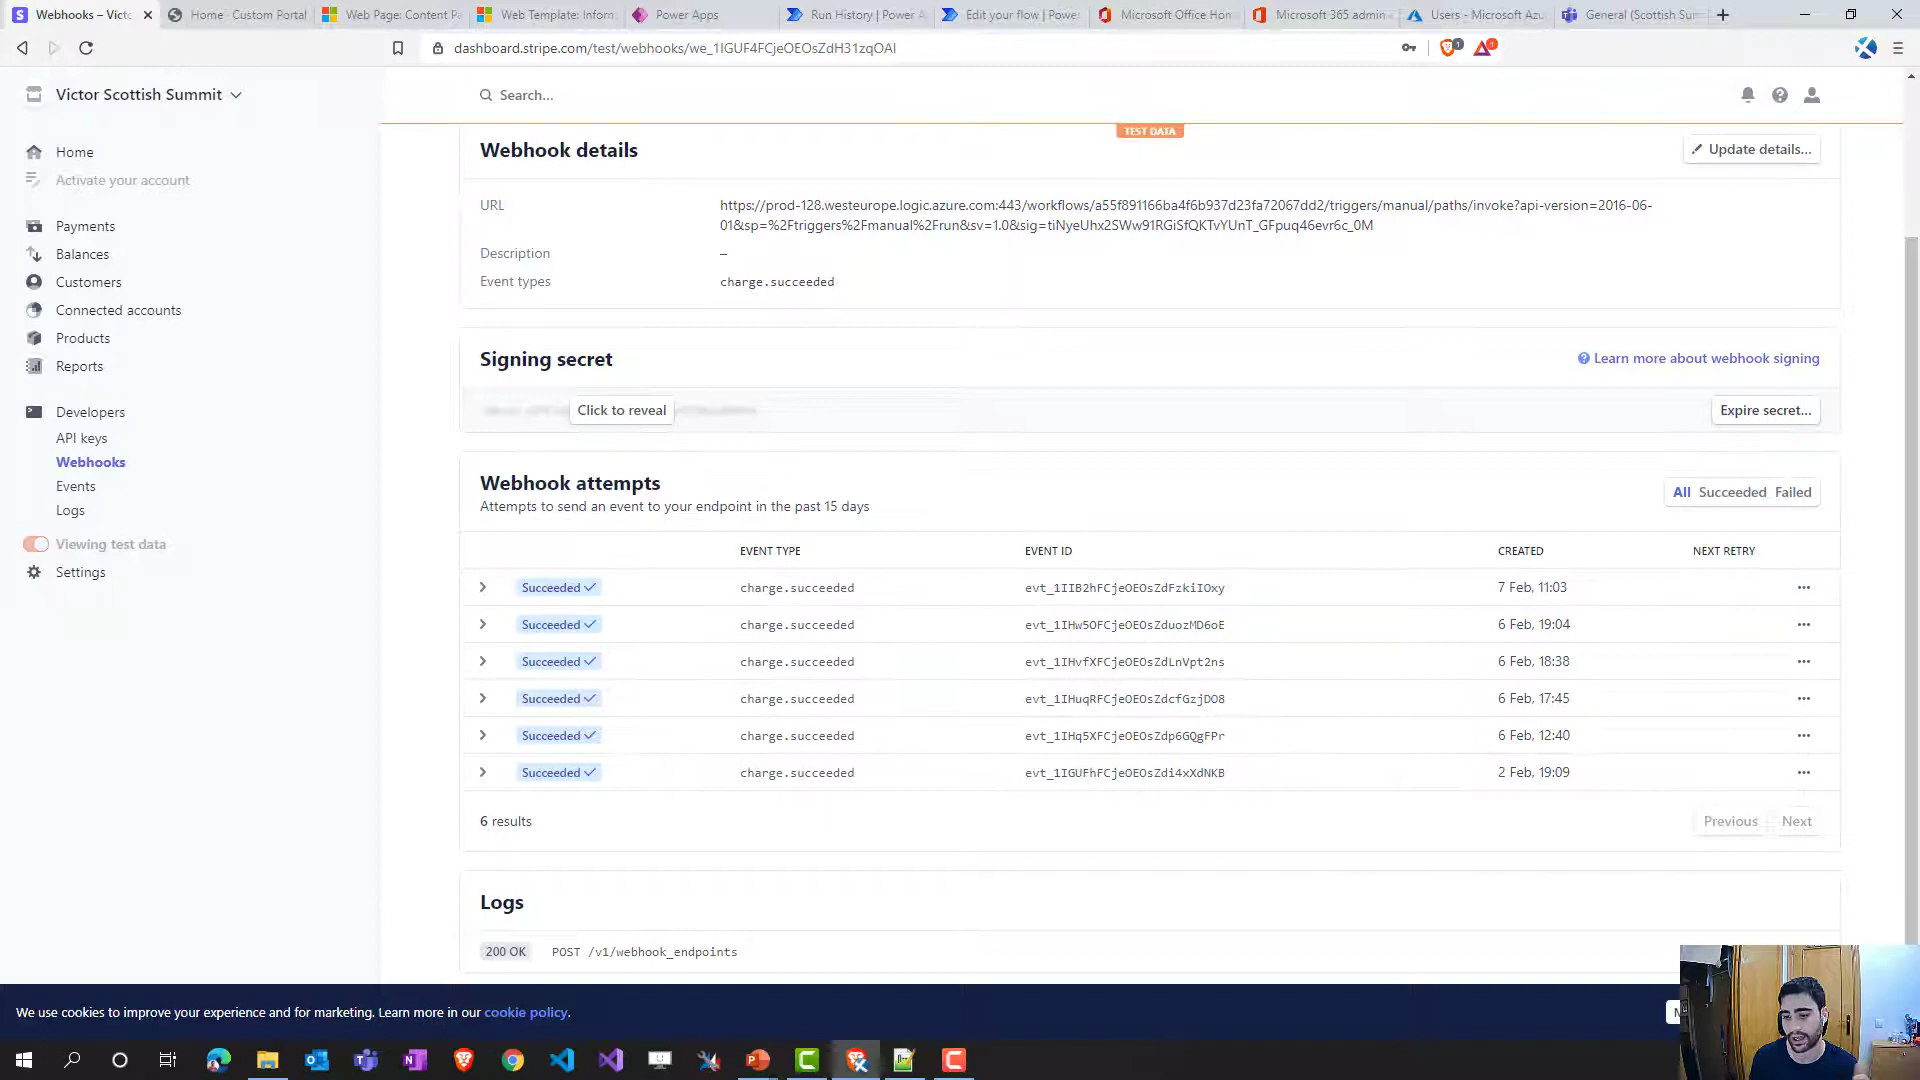 Webhooks – Victo
Home - Custom Portal
Web Page: Content Pa
Web Template: Inform
Power Apps
Run History | Power A
Edit your flow | Powe
Microsoft Office Hom
Microsoft 365 admin
Users - Microsoft Azu
General (Scottish Sum
dashboard.stripe.com/test/webhooks/we_1IGUF4FCjeOEOsZdH31zqOAI
1
1
Victor Scottish Summit
Search...
TEST DATA
Home
Activate your account
Payments
Balances
Customers
Connected accounts
Products
Reports
Developers
API keys
Webhooks
Events
Logs
Viewing test data
Settings
Webhook details
Update details...
URL
https://prod-128.westeurope.logic.azure.com:443/workflows/a55f891166ba4f6b937d23fa72067dd2/triggers/manual/paths/invoke?api-version=2016-06-
01&sp=%2Ftriggers%2Fmanual%2Frun&sv=1.0&sig=tiNyeUhx2SWw91RGiSfQKTvYUnT_GFpuq46evr6c_0M
Description
–
Event types
charge.succeeded
Signing secret
Learn more about webhook signing
Click to reveal
Expire secret...
Webhook attempts
Attempts to send an event to your endpoint in the past 15 days
All Succeeded Failed
EVENT TYPE EVENT ID CREATED NEXT RETRY
Succeeded charge.succeeded evt_1IIB2hFCjeOEOsZdFzkiIOxy 7 Feb, 11:03
Succeeded charge.succeeded evt_1IHw5OFCjeOEOsZduozMD6oE 6 Feb, 19:04
Succeeded charge.succeeded evt_1IHvfXFCjeOEOsZdLnVpt2ns 6 Feb, 18:38
Succeeded charge.succeeded evt_1IHuqRFCjeOEOsZdcfGzjDO8 6 Feb, 17:45
Succeeded charge.succeeded evt_1IHq5XFCjeOEOsZdp6GQgFPr 6 Feb, 12:40
Succeeded charge.succeeded evt_1IGUFhFCjeOEOsZdi4xXdNKB 2 Feb, 19:09
6 results
Previous Next
Logs
200 OK POST /v1/webhook_endpoints
We use cookies to improve your experience and for marketing. Learn more in our cookie policy.